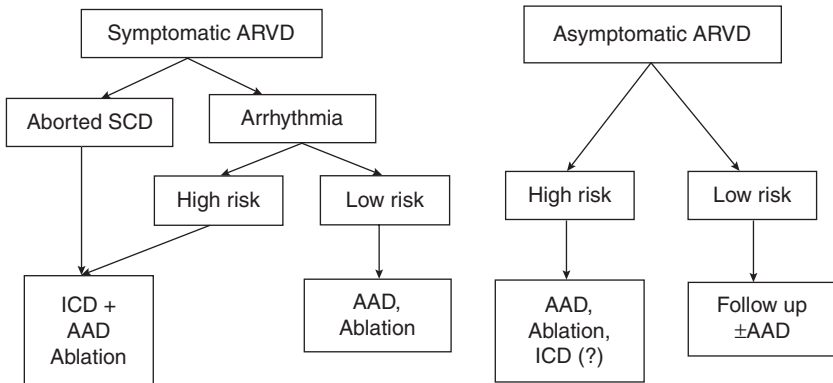 Symptomatic ARVD
Asymptomatic ARVD
Aborted SCD
Arrhythmia
High risk
Low risk
High risk
Low risk
ICD +
AAD
Ablation
AAD,
Ablation
AAD,
Ablation,
ICD (?)
Follow up
±AAD